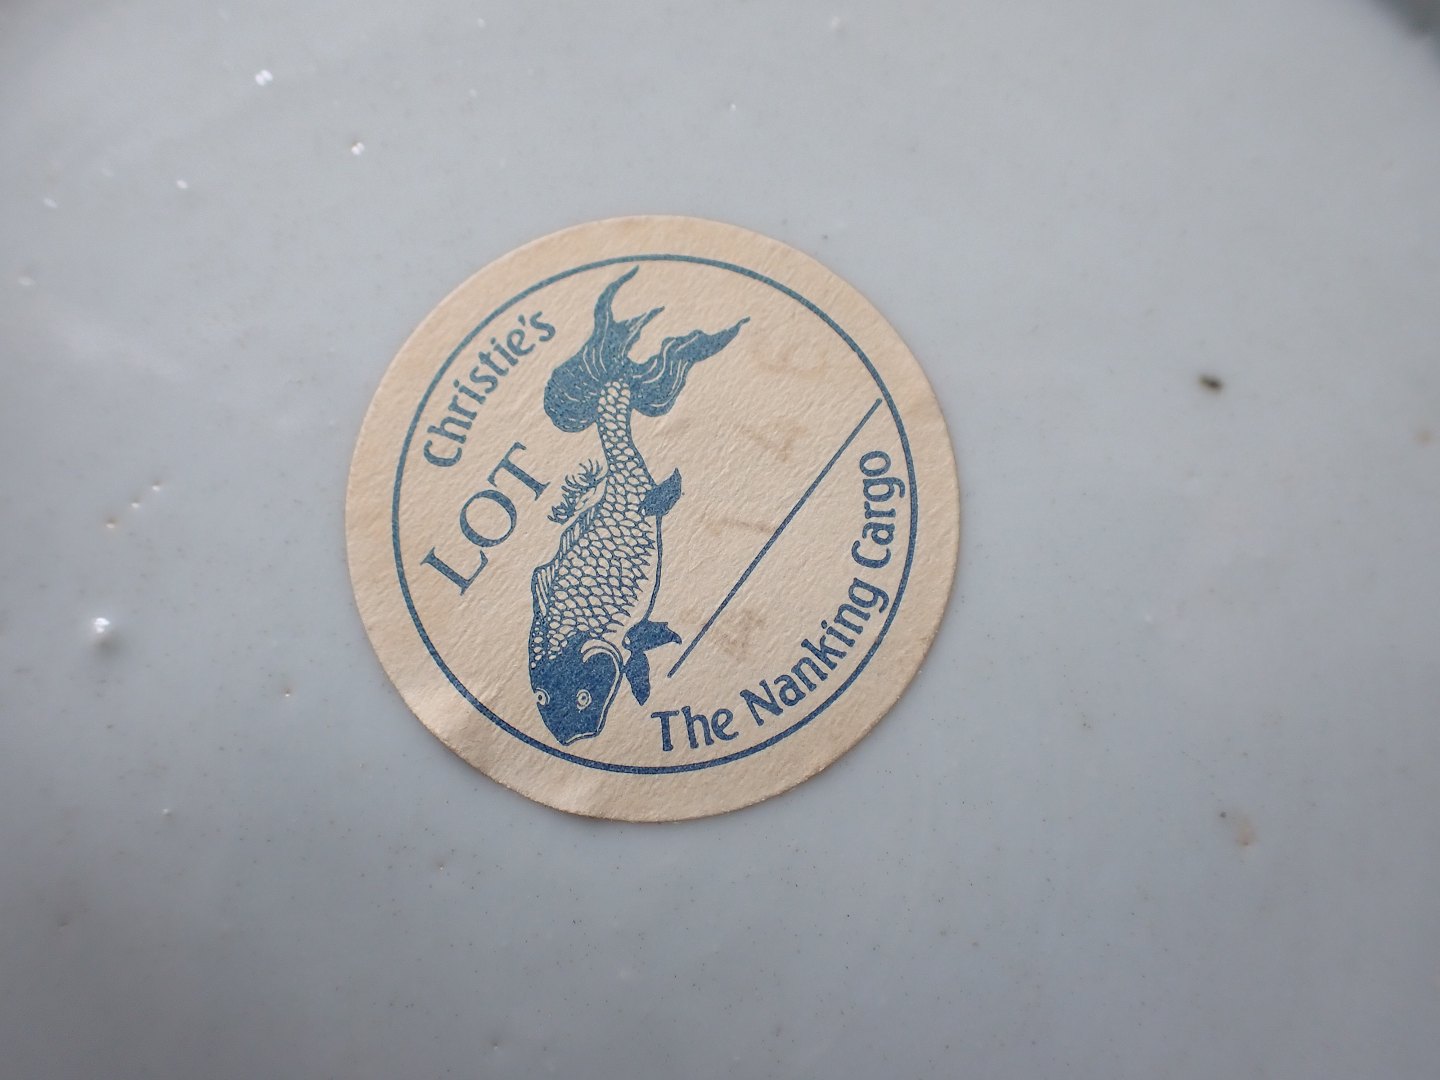 Christie's
LOT
The Nanking Cargo